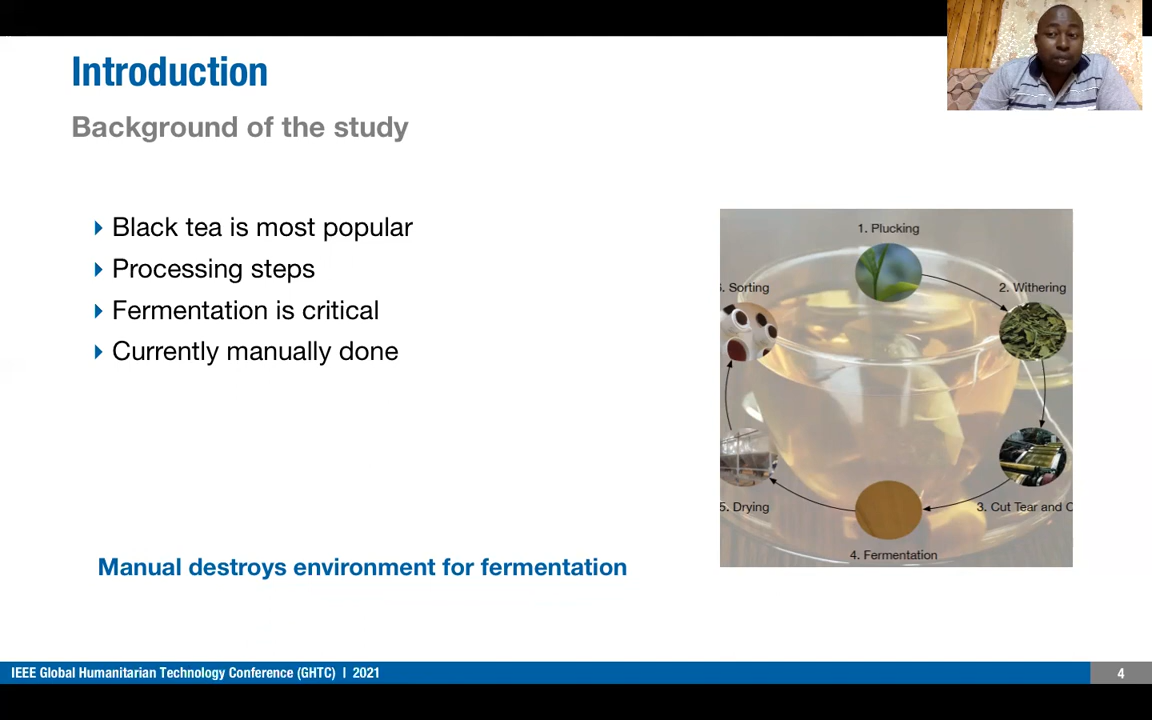 Introduction
Background of the study
Black tea is most popular
Processing steps
Fermentation is critical
Currently manually done
Manual destroys environment for fermentation
1. Plucking
2. Withering
3. Cut Tear and C
4. Fermentation
5. Drying
6. Sorting
IEEE Global Humanitarian Technology Conference (GHTC) | 2021
4